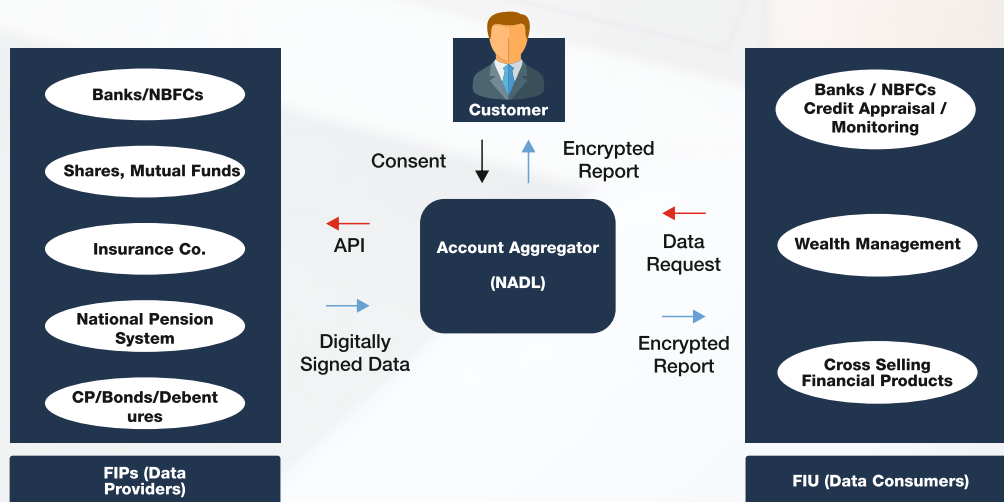 Customer
Consent
Encrypted
Report
Banks/NBFCs
Shares, Mutual Funds
Insurance Co.
National Pension
System
CP/Bonds/Debent
ures
FIPs (Data
Providers)
API
Digitally
Signed Data
Account Aggregator
(NADL)
Data
Request
Encrypted
Report
Banks / NBFCs
Credit Appraisal /
Monitoring
Wealth Management
Cross Selling
Financial Products
FIU (Data Consumers)